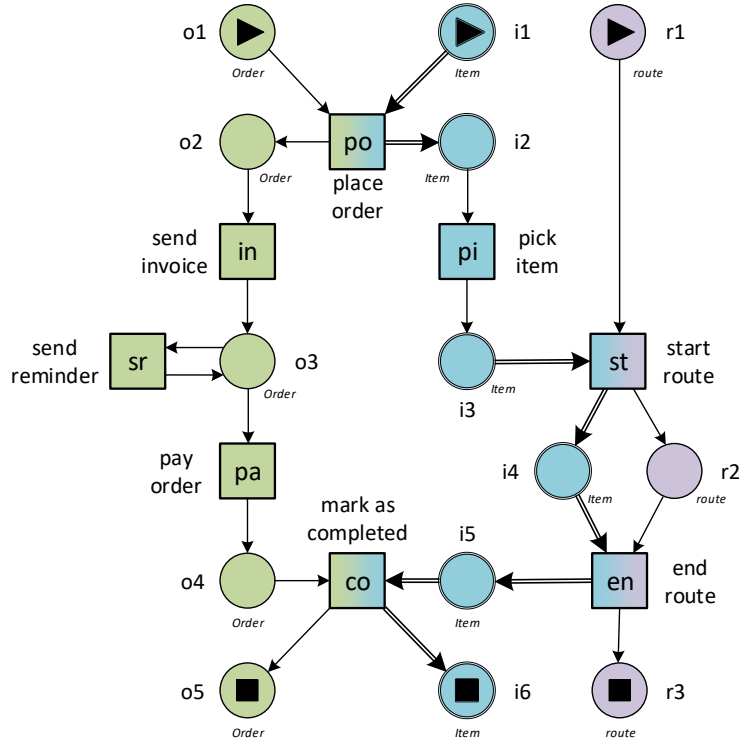 o1
Order
i1
Item
r1
route
o2
Order
po
place
order
i2
Item
send
invoice
in
pi
pick
item
send
reminder
sr
o3
Order
i3
Item
st
start
route
pay
order
pa
mark as
completed
i4
Item
r2
route
o4
Order
co
i5
Item
en
end
route
o5
Order
i6
Item
r3
route